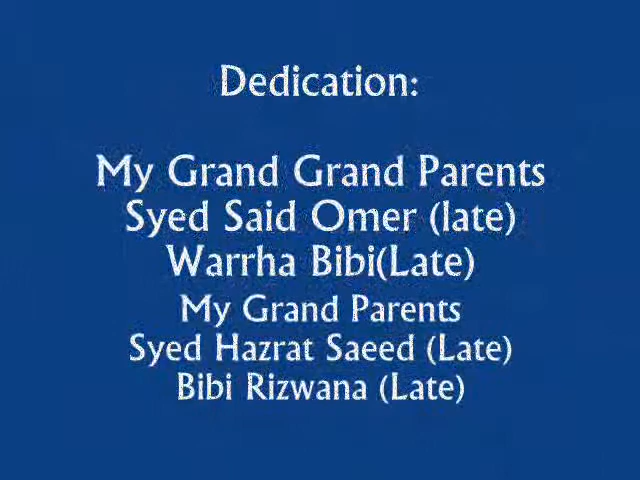 Dedication:
My Grand Grand Parents
Syed Said Omer (late)
Warrha Bibi(Late)
My Grand Parents
Syed Hazrat Saeed (Late)
Bibi Rizwana (Late)